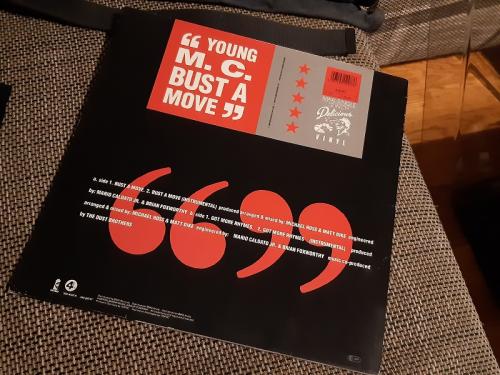 “ YOUNG
M. C.
BUST A
MOVE ”
Delicious
VINYL
a. side 1. BUST A MOVE. 2. BUST A MOVE (INSTRUMENTAL) produced arranged & mixed by: MICHAEL ROSS & MATT DIKE engineered
by: MARIO CALDATO JR. & BRIAN FOXWORTHY b. side 1. GOT MORE RHYMES. 2. GOT MORE RHYMES (INSTRUMENTAL) produced
arranged & mixed by: MICHAEL ROSS & MATT DIKE engineered by: MARIO CALDATO JR. & BRIAN FOXWORTHY music co-produced
by THE DUST BROTHERS